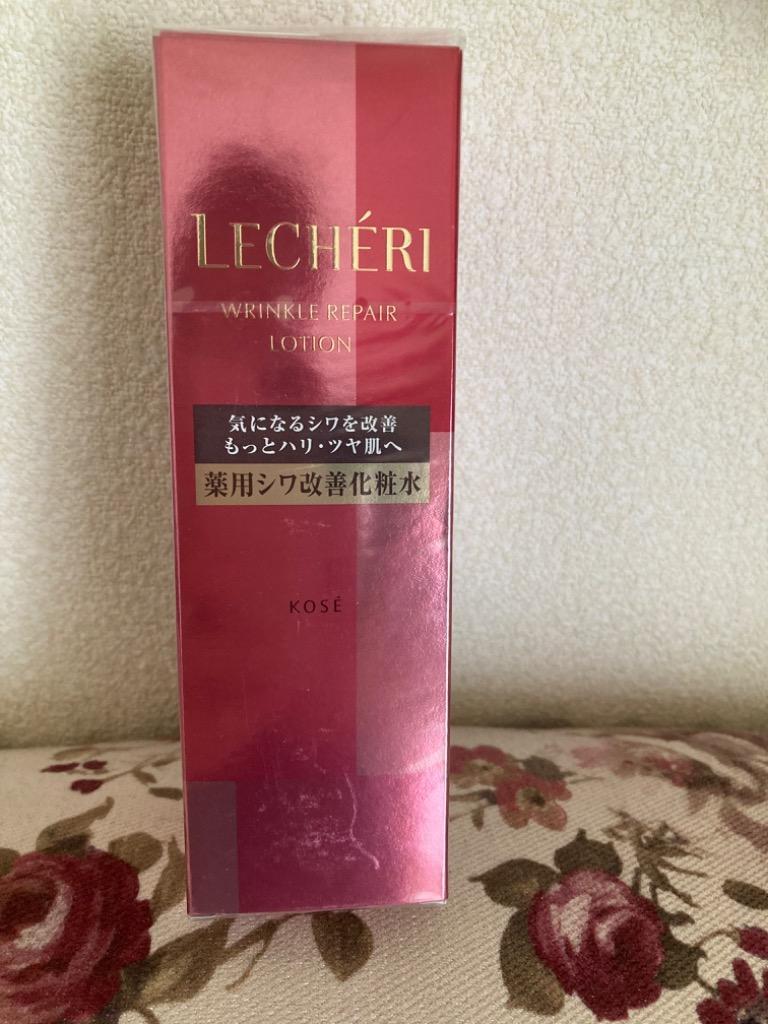 LECHÉRI
WRINKLE REPAIR
LOTION
気になるシワを改善
もっとハリ・ツヤ肌へ
薬用シワ改善化粧水
KOSÉ